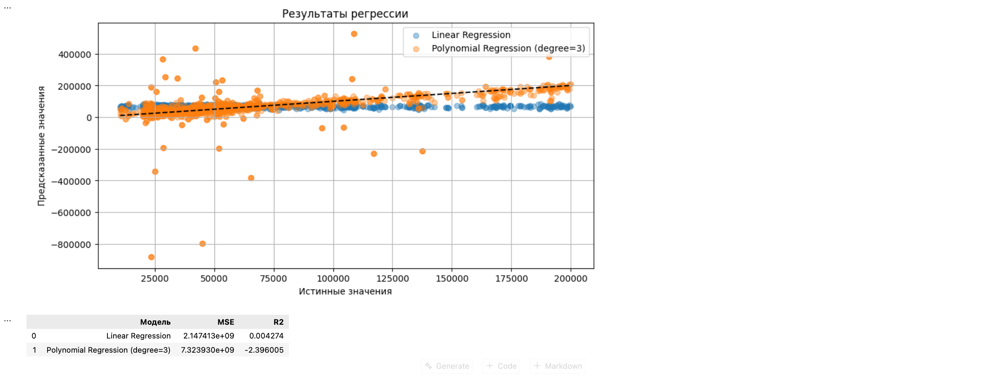 ...
Результаты регрессии
Linear Regression
Polynomial Regression (degree=3)
400000
200000
0
−200000
−400000
−600000
−800000
Предсказанные значения
25000 50000 75000 100000 125000 150000 175000 200000
Истинные значения
...
Модель MSE R2
0 Linear Regression 2.147413e+09 0.004274
1 Polynomial Regression (degree=3) 7.323930e+09 -2.396005
Generate + Code + Markdown